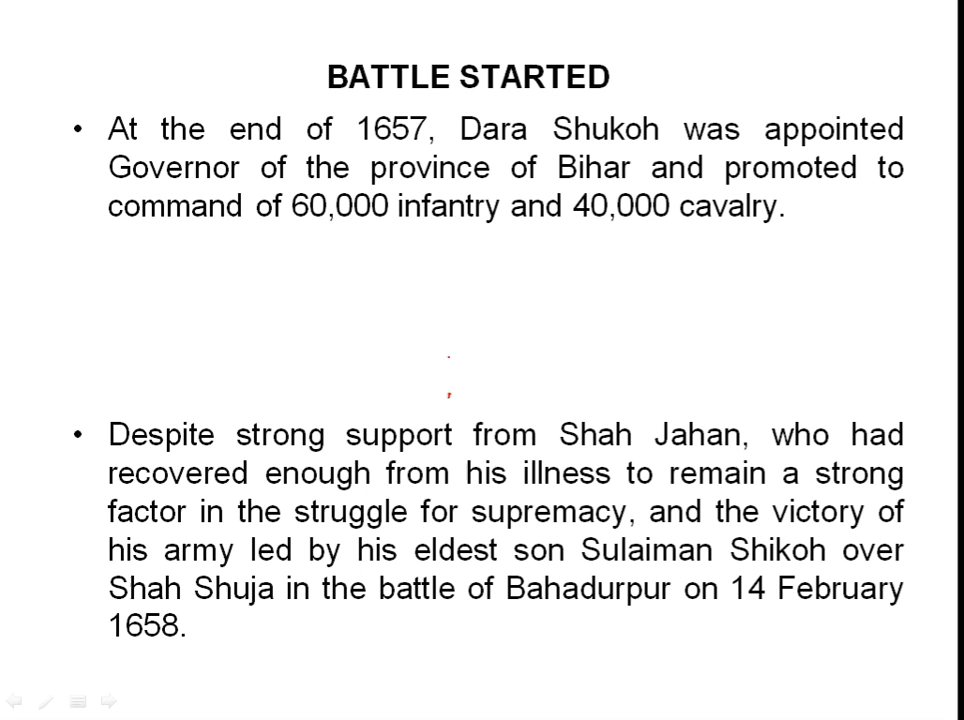 BATTLE STARTED
• At the end of 1657, Dara Shukoh was appointed
Governor of the province of Bihar and promoted to
command of 60,000 infantry and 40,000 cavalry.
• Despite strong support from Shah Jahan, who had
recovered enough from his illness to remain a strong
factor in the struggle for supremacy, and the victory of
his army led by his eldest son Sulaiman Shikoh over
Shah Shuja in the battle of Bahadurpur on 14 February
1658.